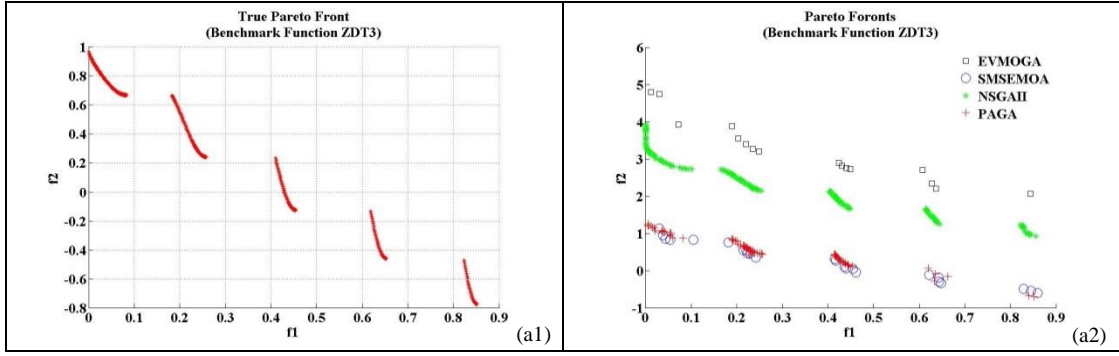 True Pareto Front
(Benchmark Function ZDT3)
1
0.8
0.6
0.4
0.2
0
-0.2
-0.4
-0.6
-0.8
f2
0 0.1 0.2 0.3 0.4 0.5 0.6 0.7 0.8 0.9
f1
(a1)
Pareto Foronts
(Benchmark Function ZDT3)
6
5
4
3
2
1
0
-1
f2
EVMOGA
SMSEMOA
NSGAII
PAGA
0 0.1 0.2 0.3 0.4 0.5 0.6 0.7 0.8 0.9
f1
(a2)